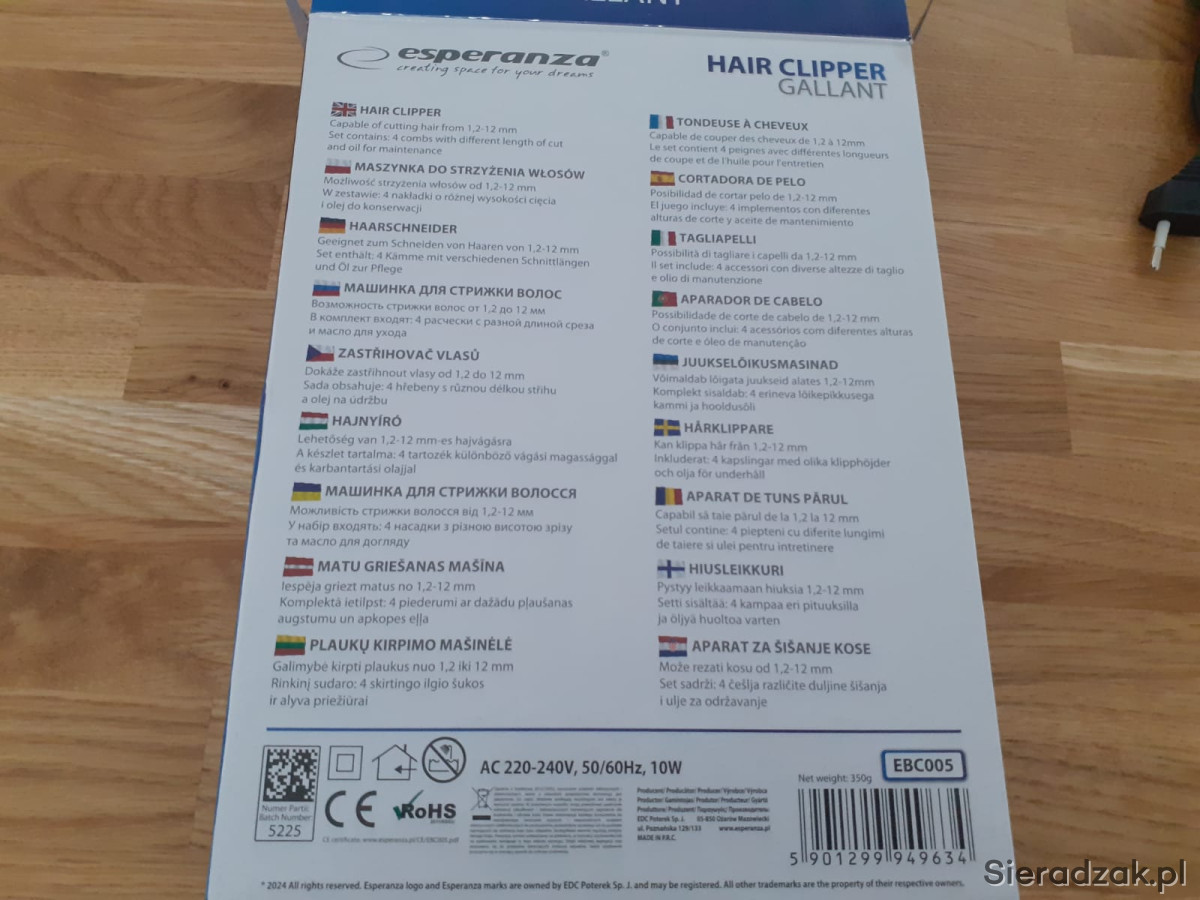 esperanza®
creating space for your dreams
HAIR CLIPPER
GALLANT
HAIR CLIPPER
Capable of cutting hair from 1,2-12 mm
Set contains: 4 combs with different length of cut
and oil for maintenance
MASZYNKA DO STRZYŻENIA WŁOSÓW
Możliwość strzyżenia włosów od 1,2-12 mm
W zestawie: 4 nakładki o różnej wysokości cięcia
i olej do konserwacji
HAARSCHNEIDER
Geeignet zum Schneiden von Haaren von 1,2-12 mm
Set enthält: 4 Kämme mit verschiedenen Schnittlängen
und Öl zur Pflege
МАШИНКА ДЛЯ СТРИЖКИ ВОЛОС
Возможность стрижки волос от 1,2 до 12 мм
В комплект входят: 4 расчески с разной длиной среза
и масло для ухода
ZASTŘIHOVAČ VLASŮ
Dokáže zastřihnout vlasy od 1,2 do 12 mm
Sada obsahuje: 4 hřebeny s různou délkou střihu
a olej na údržbu
HAJNYÍRÓ
Lehetőség van 1,2-12 mm-es hajvágásra
A készlet tartalma: 4 tartozék különböző vágási magassággal
és karbantartási olajjal
МАШИНКА ДЛЯ СТРИЖКИ ВОЛОССЯ
Можливість стрижки волосся від 1,2-12 мм
У набір входять: 4 насадки з різною висотою зрізу
та масло для догляду
MATU GRIEŠANAS MAŠĪNA
Iespēja griezt matus no 1,2-12 mm
Komplektā ietilpst: 4 piederumi ar dažādu pļaušanas
augstumu un apkopes eļļa
PLAUKŲ KIRPIMO MAŠINĖLĖ
Galimybė kirpti plaukus nuo 1,2 iki 12 mm
Rinkinį sudaro: 4 skirtingo ilgio šukos
ir alyva priežiūrai
TONDEUSE À CHEVEUX
Capable de couper des cheveux de 1,2 à 12mm
Le set contient 4 peignes avec différentes longueurs
de coupe et de l'huile pour l'entretien
CORTADORA DE PELO
Posibilidad de cortar pelo de 1,2-12 mm
El juego incluye: 4 implementos con diferentes
alturas de corte y aceite de mantenimiento
TAGLIAPELLI
Possibilità di tagliare i capelli da 1,2-12 mm
Il set include: 4 accessori con diverse altezze di taglio
e olio di manutenzione
APARADOR DE CABELO
Possibilidade de corte de cabelo de 1,2-12 mm
O conjunto inclui: 4 acessórios com diferentes alturas
de corte e óleo de manutenção
JUUKSELÕIKUSMASINAD
Võimaldab lõigata juukseid alates 1,2-12mm
Komplekt sisaldab: 4 erineva lõikepikkusega
kammi ja hooldusõli
HÅRKLIPPARE
Kan klippa hår från 1,2-12 mm
Inkluderat: 4 kapslingar med olika klipphöjder
och olja för underhåll
APARAT DE TUNS PĂRUL
Capabil să taie părul de la 1,2 la 12 mm
Setul contine: 4 piepteni cu diferite lungimi
de taiere si ulei pentru intretinere
HIUSLEIKKURI
Pystyy leikkaamaan hiuksia 1,2-12 mm
Setti sisältää: 4 kampaa eri pituuksilla
ja öljyä huoltoa varten
APARAT ZA ŠIŠANJE KOSE
Može rezati kosu od 1,2-12 mm
Set sadrži: 4 češlja različite duljine šišanja
i ulje za održavanje
Numer Partii:
Batch Number
5225
CE
RoHS
CE certificate: www.esperanza.pl/CE/EBC005.pdf
AC 220-240V, 50/60Hz, 10W
EDC Poterek Sp. J. 05-850 Ożarów Mazowiecki
ul. Poznańska 129/133 www.esperanza.pl
MADE IN P.R.C.
Net weight: 350g
EBC005
5 901299 949634
* 2024 All rights reserved. Esperanza logo and Esperanza marks are owned by EDC Poterek Sp. J. and may be registered. All other trademarks are the property of their respective owners.
Sieradzak.pl